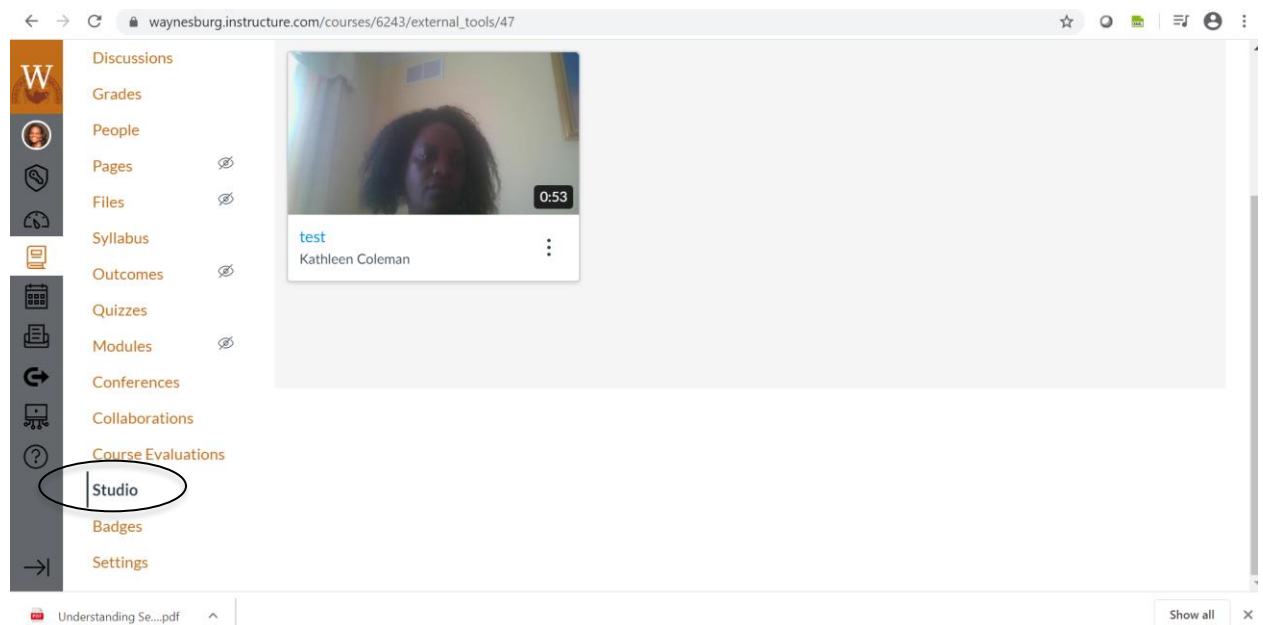 waynesburg.instructure.com/courses/6243/external_tools/47
W
Discussions
Grades
People
Pages
Files
Syllabus
Outcomes
Quizzes
Modules
Conferences
Collaborations
Course Evaluations
Studio
Badges
Settings
0:53
test
Kathleen Coleman
Understanding Se....pdf
Show all